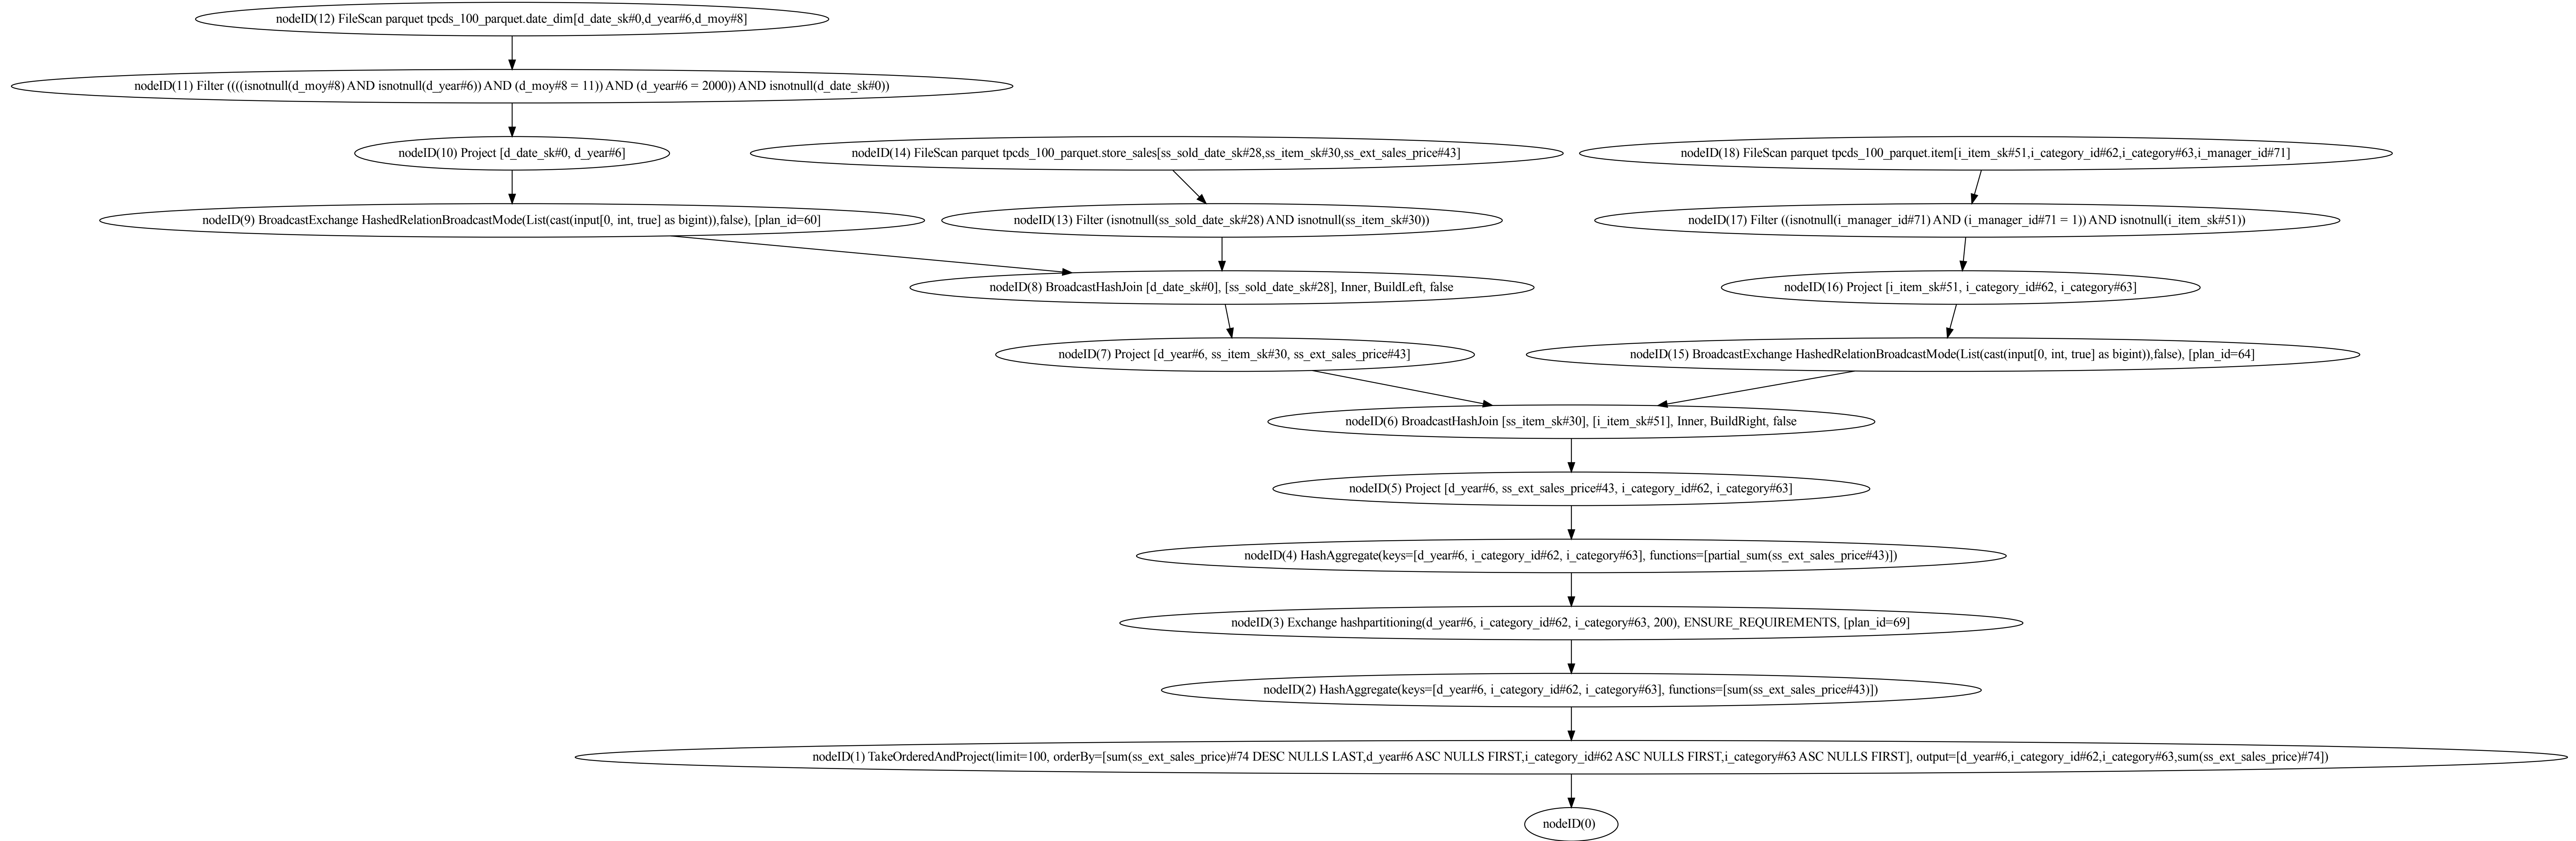 nodeID(12) FileScan parquet tpcds_100_parquet.date_dim[d_date_sk#0,d_year#6,d_moy#8]
nodeID(11) Filter ((((isnotnull(d_moy#8) AND isnotnull(d_year#6)) AND (d_moy#8 = 11)) AND (d_year#6 = 2000)) AND isnotnull(d_date_sk#0))
nodeID(10) Project [d_date_sk#0, d_year#6]
nodeID(14) FileScan parquet tpcds_100_parquet.store_sales[ss_sold_date_sk#28,ss_item_sk#30,ss_ext_sales_price#43]
nodeID(18) FileScan parquet tpcds_100_parquet.item[i_item_sk#51,i_category_id#62,i_category#63,i_manager_id#71]
nodeID(9) BroadcastExchange HashedRelationBroadcastMode(List(cast(input[0, int, true] as bigint)),false), [plan_id=60]
nodeID(13) Filter (isnotnull(ss_sold_date_sk#28) AND isnotnull(ss_item_sk#30))
nodeID(17) Filter ((isnotnull(i_manager_id#71) AND (i_manager_id#71 = 1)) AND isnotnull(i_item_sk#51))
nodeID(8) BroadcastHashJoin [d_date_sk#0], [ss_sold_date_sk#28], Inner, BuildLeft, false
nodeID(16) Project [i_item_sk#51, i_category_id#62, i_category#63]
nodeID(7) Project [d_year#6, ss_item_sk#30, ss_ext_sales_price#43]
nodeID(15) BroadcastExchange HashedRelationBroadcastMode(List(cast(input[0, int, true] as bigint)),false), [plan_id=64]
nodeID(6) BroadcastHashJoin [ss_item_sk#30], [i_item_sk#51], Inner, BuildRight, false
nodeID(5) Project [d_year#6, ss_ext_sales_price#43, i_category_id#62, i_category#63]
nodeID(4) HashAggregate(keys=[d_year#6, i_category_id#62, i_category#63], functions=[partial_sum(ss_ext_sales_price#43)])
nodeID(3) Exchange hashpartitioning(d_year#6, i_category_id#62, i_category#63, 200), ENSURE_REQUIREMENTS, [plan_id=69]
nodeID(2) HashAggregate(keys=[d_year#6, i_category_id#62, i_category#63], functions=[sum(ss_ext_sales_price#43)])
nodeID(1) TakeOrderedAndProject(limit=100, orderBy=[sum(ss_ext_sales_price)#74 DESC NULLS LAST,d_year#6 ASC NULLS FIRST,i_category_id#62 ASC NULLS FIRST,i_category#63 ASC NULLS FIRST], output=[d_year#6,i_category_id#62,i_category#63,sum(ss_ext_sales_price)#74])
nodeID(0)